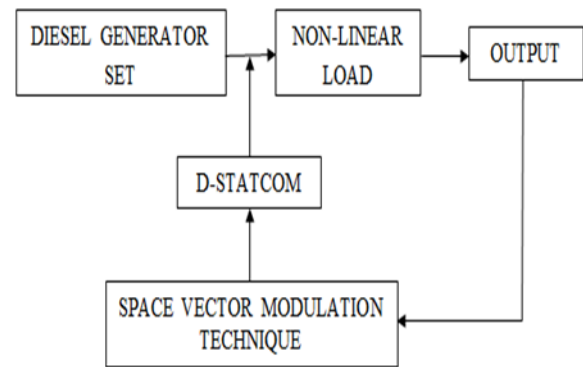 DIESEL GENERATOR
SET
NON-LINEAR
LOAD
OUTPUT
D-STATCOM
SPACE VECTOR MODULATION
TECHNIQUE